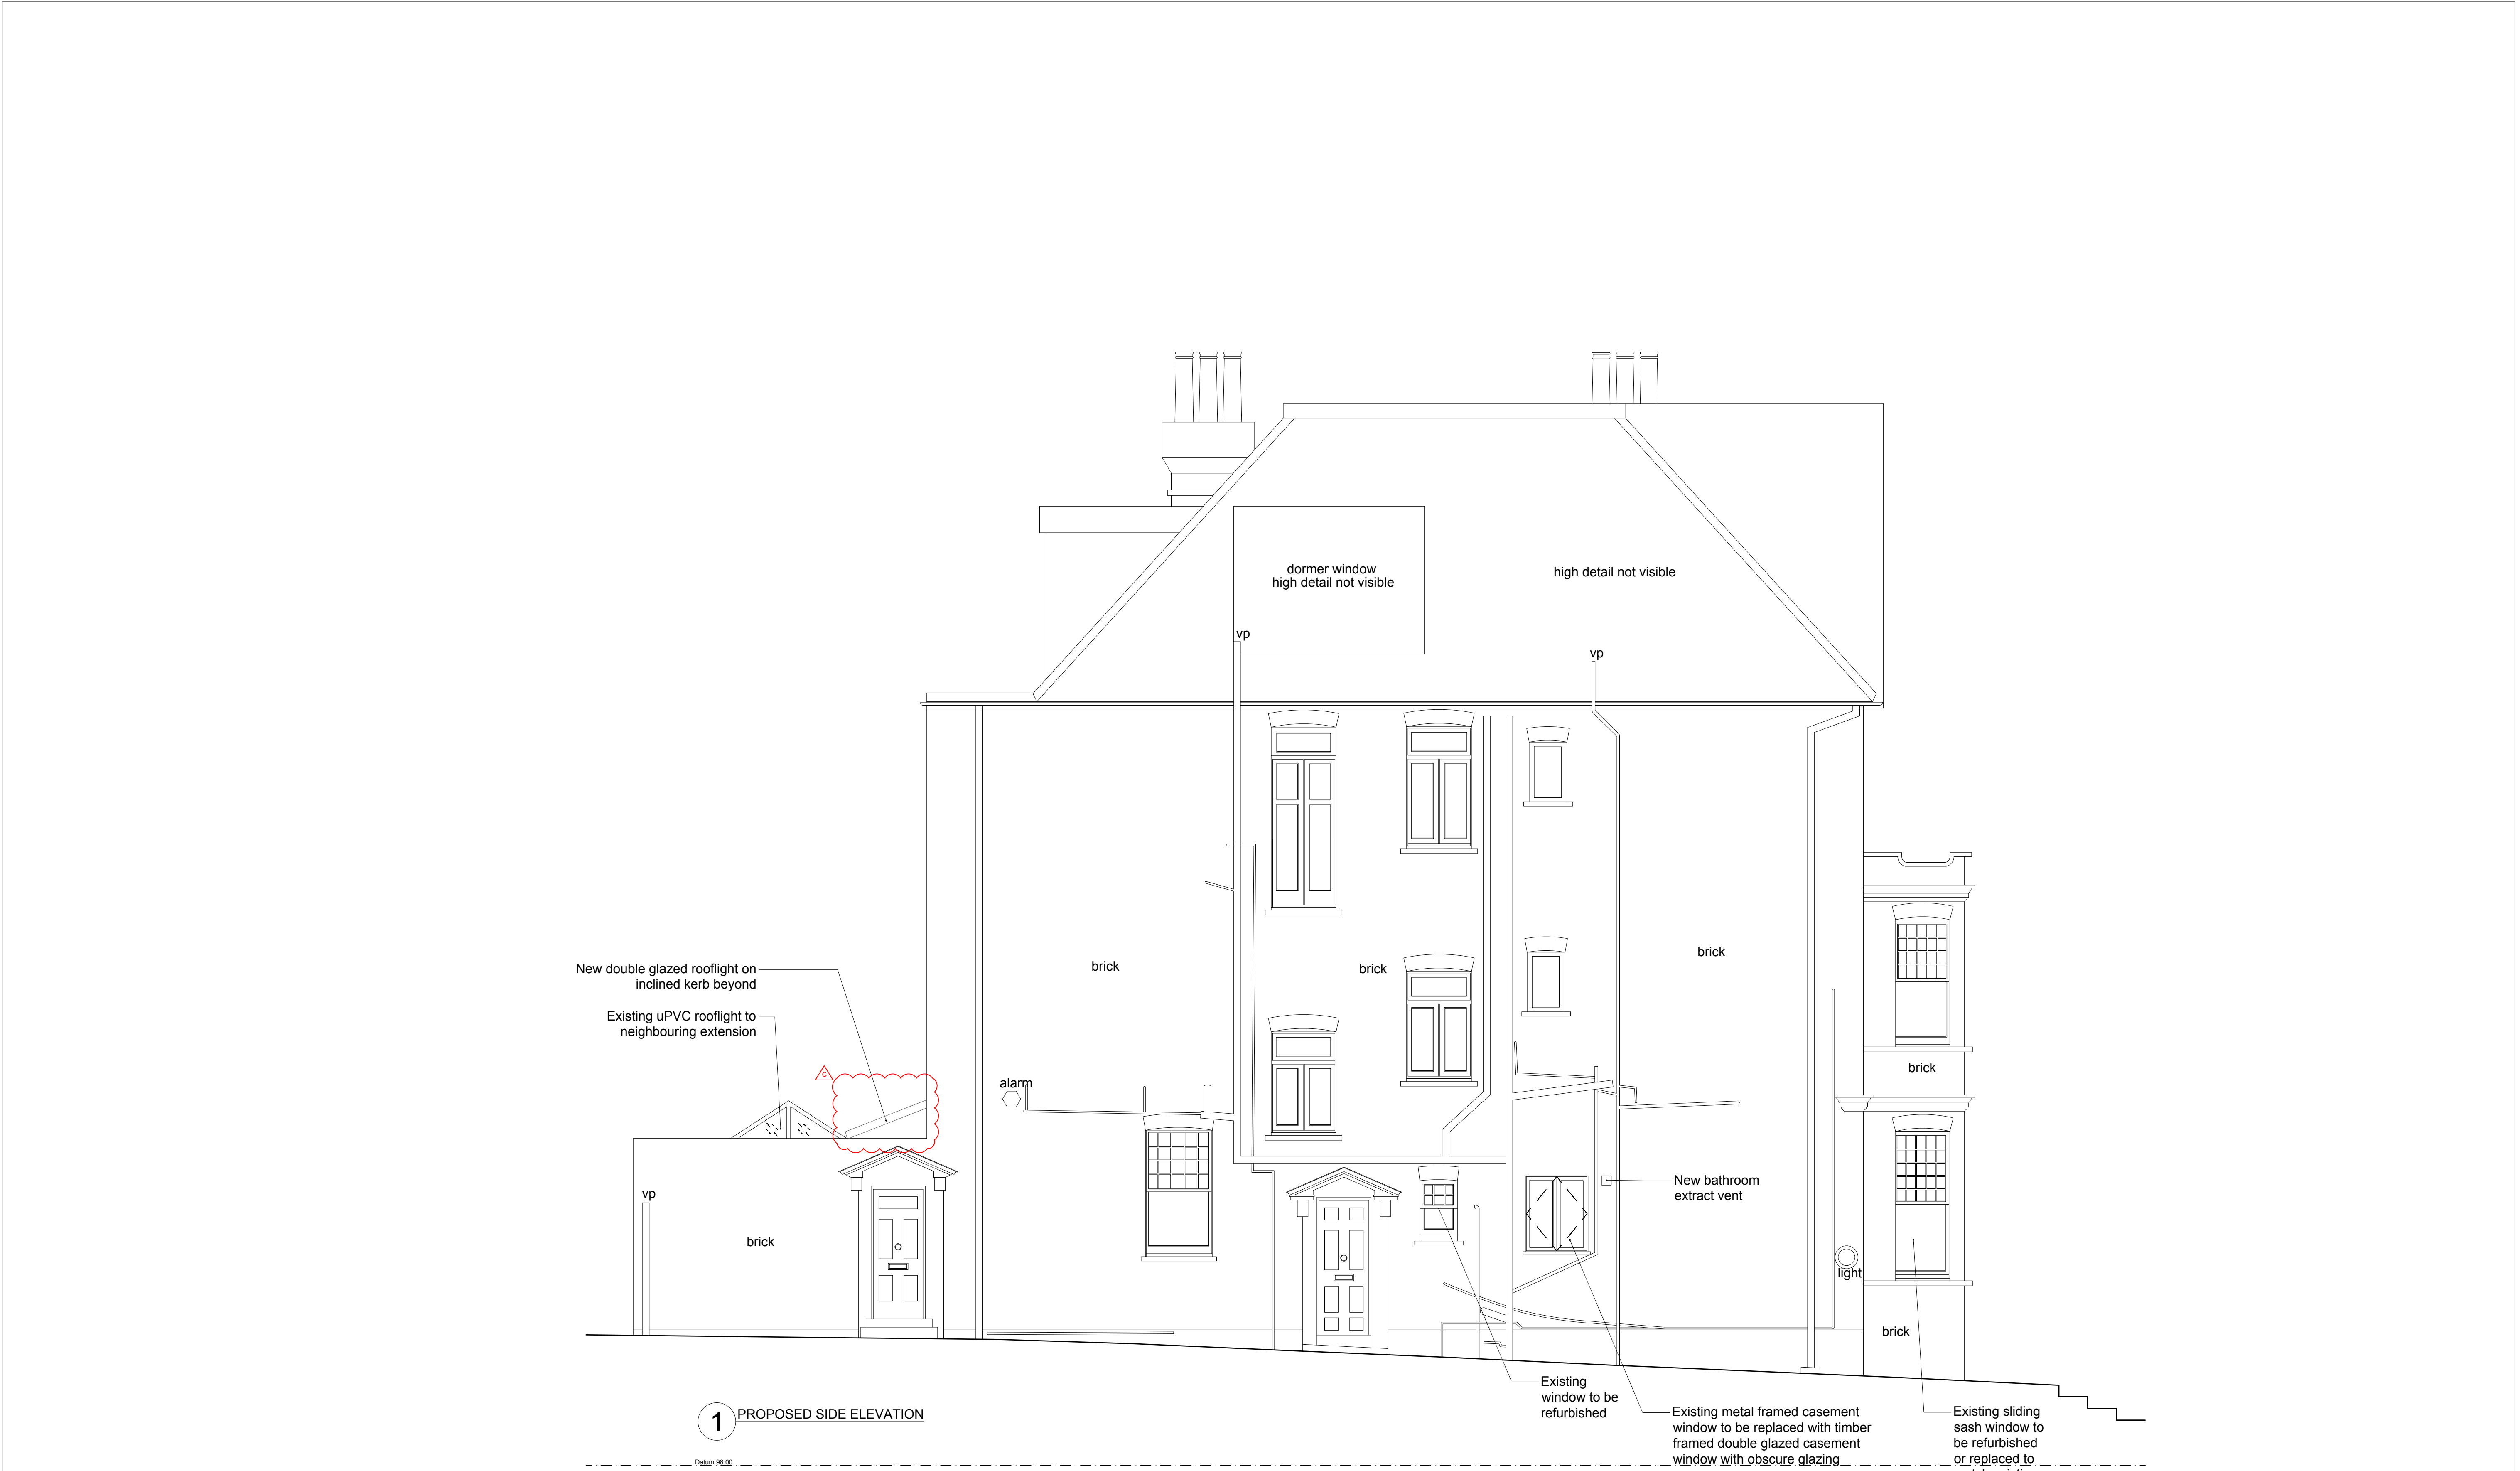 dormer window
high detail not visible
high detail not visible
vp
vp
brick
brick
brick
New double glazed rooflight on
inclined kerb beyond
Existing uPVC rooflight to
neighbouring extension
C
alarm
brick
New bathroom
extract vent
vp
brick
light
brick
Existing
window to be
refurbished
Existing metal framed casement
window to be replaced with timber
framed double glazed casement
window with obscure glazing
Existing sliding
sash window to
be refurbished
or replaced to
1
PROPOSED SIDE ELEVATION
Datum 98.00